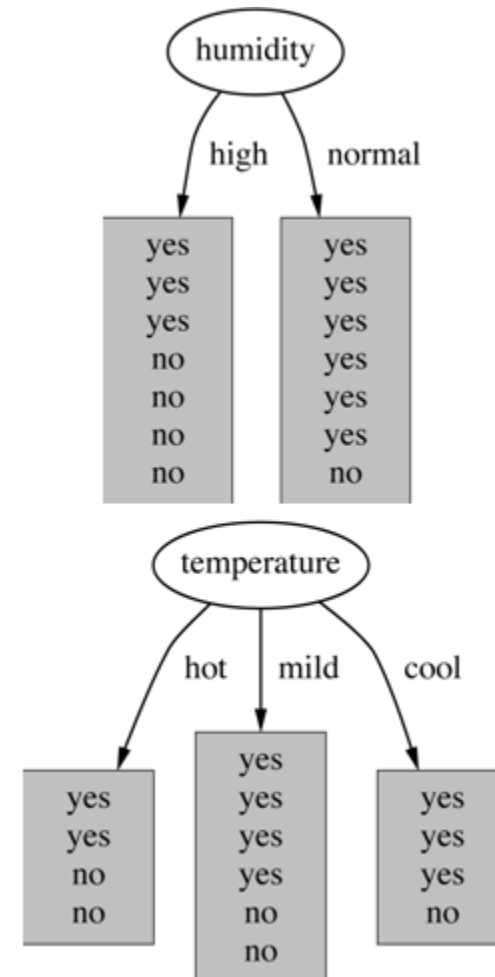 humidity
high normal
yes yes
yes yes
yes yes
no yes
no yes
no yes
no no
temperature
hot mild cool
yes
yes yes yes
yes yes yes
no yes yes
no no no
no